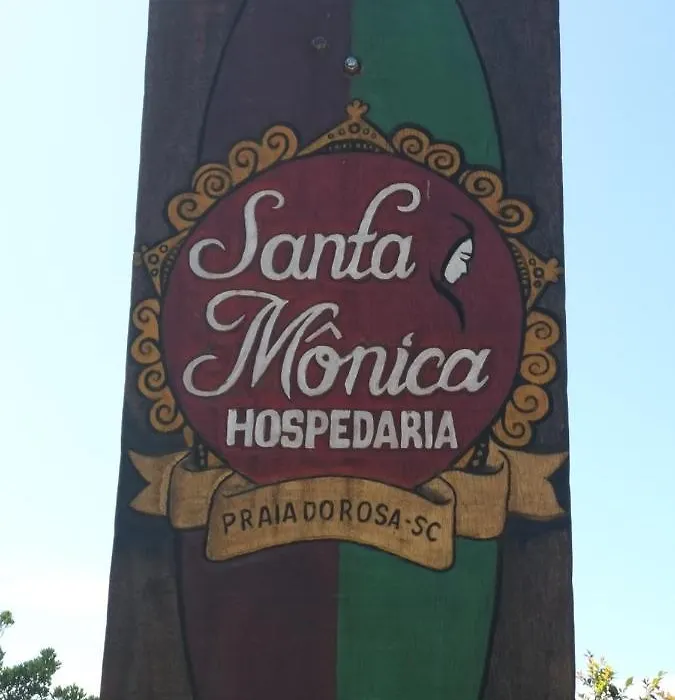 Santa
Mônica
HOSPEDARIA
PRAIA DO ROSA-SC